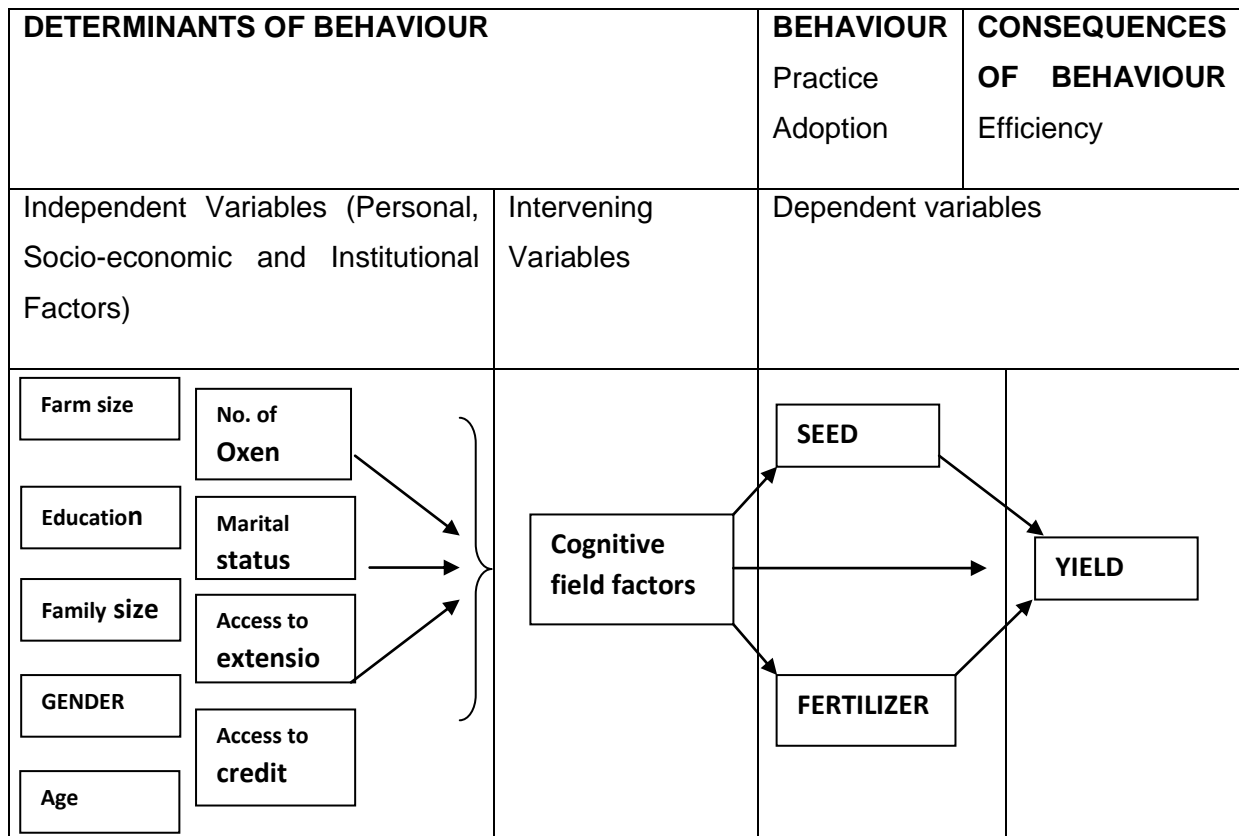 DETERMINANTS OF BEHAVIOUR
BEHAVIOUR
Practice
Adoption
CONSEQUENCES
OF BEHAVIOUR
Efficiency
Independent Variables (Personal,
Socio-economic and Institutional
Factors)
Intervening
Variables
Dependent variables
Farm size
Education
Family size
GENDER
Age
No. of
Oxen
Marital
status
Access to
extensio
Access to
credit
Cognitive
field factors
SEED
FERTILIZER
YIELD